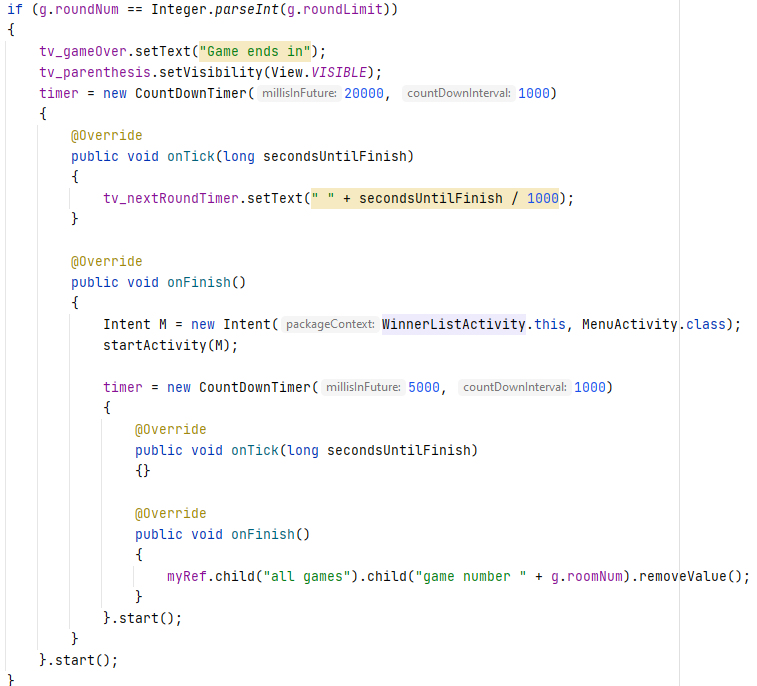 if (g.roundNum == Integer.parseInt(g.roundLimit))
{
    tv_gameOver.setText("Game ends in");
    tv_parenthesis.setVisibility(View.VISIBLE);
    timer = new CountDownTimer( millisInFuture: 20000, countDownInterval: 1000)
    {
        @Override
        public void onTick(long secondsUntilFinish)
        {
            tv_nextRoundTimer.setText(" " + secondsUntilFinish / 1000);
        }

        @Override
        public void onFinish()
        {
            Intent M = new Intent( packageContext: WinnerListActivity.this, MenuActivity.class);
            startActivity(M);

            timer = new CountDownTimer( millisInFuture: 5000, countDownInterval: 1000)
            {
                @Override
                public void onTick(long secondsUntilFinish)
                {}

                @Override
                public void onFinish()
                {
                    myRef.child("all games").child("game number " + g.roomNum).removeValue();
                }
            }.start();
        }
    }.start();
}